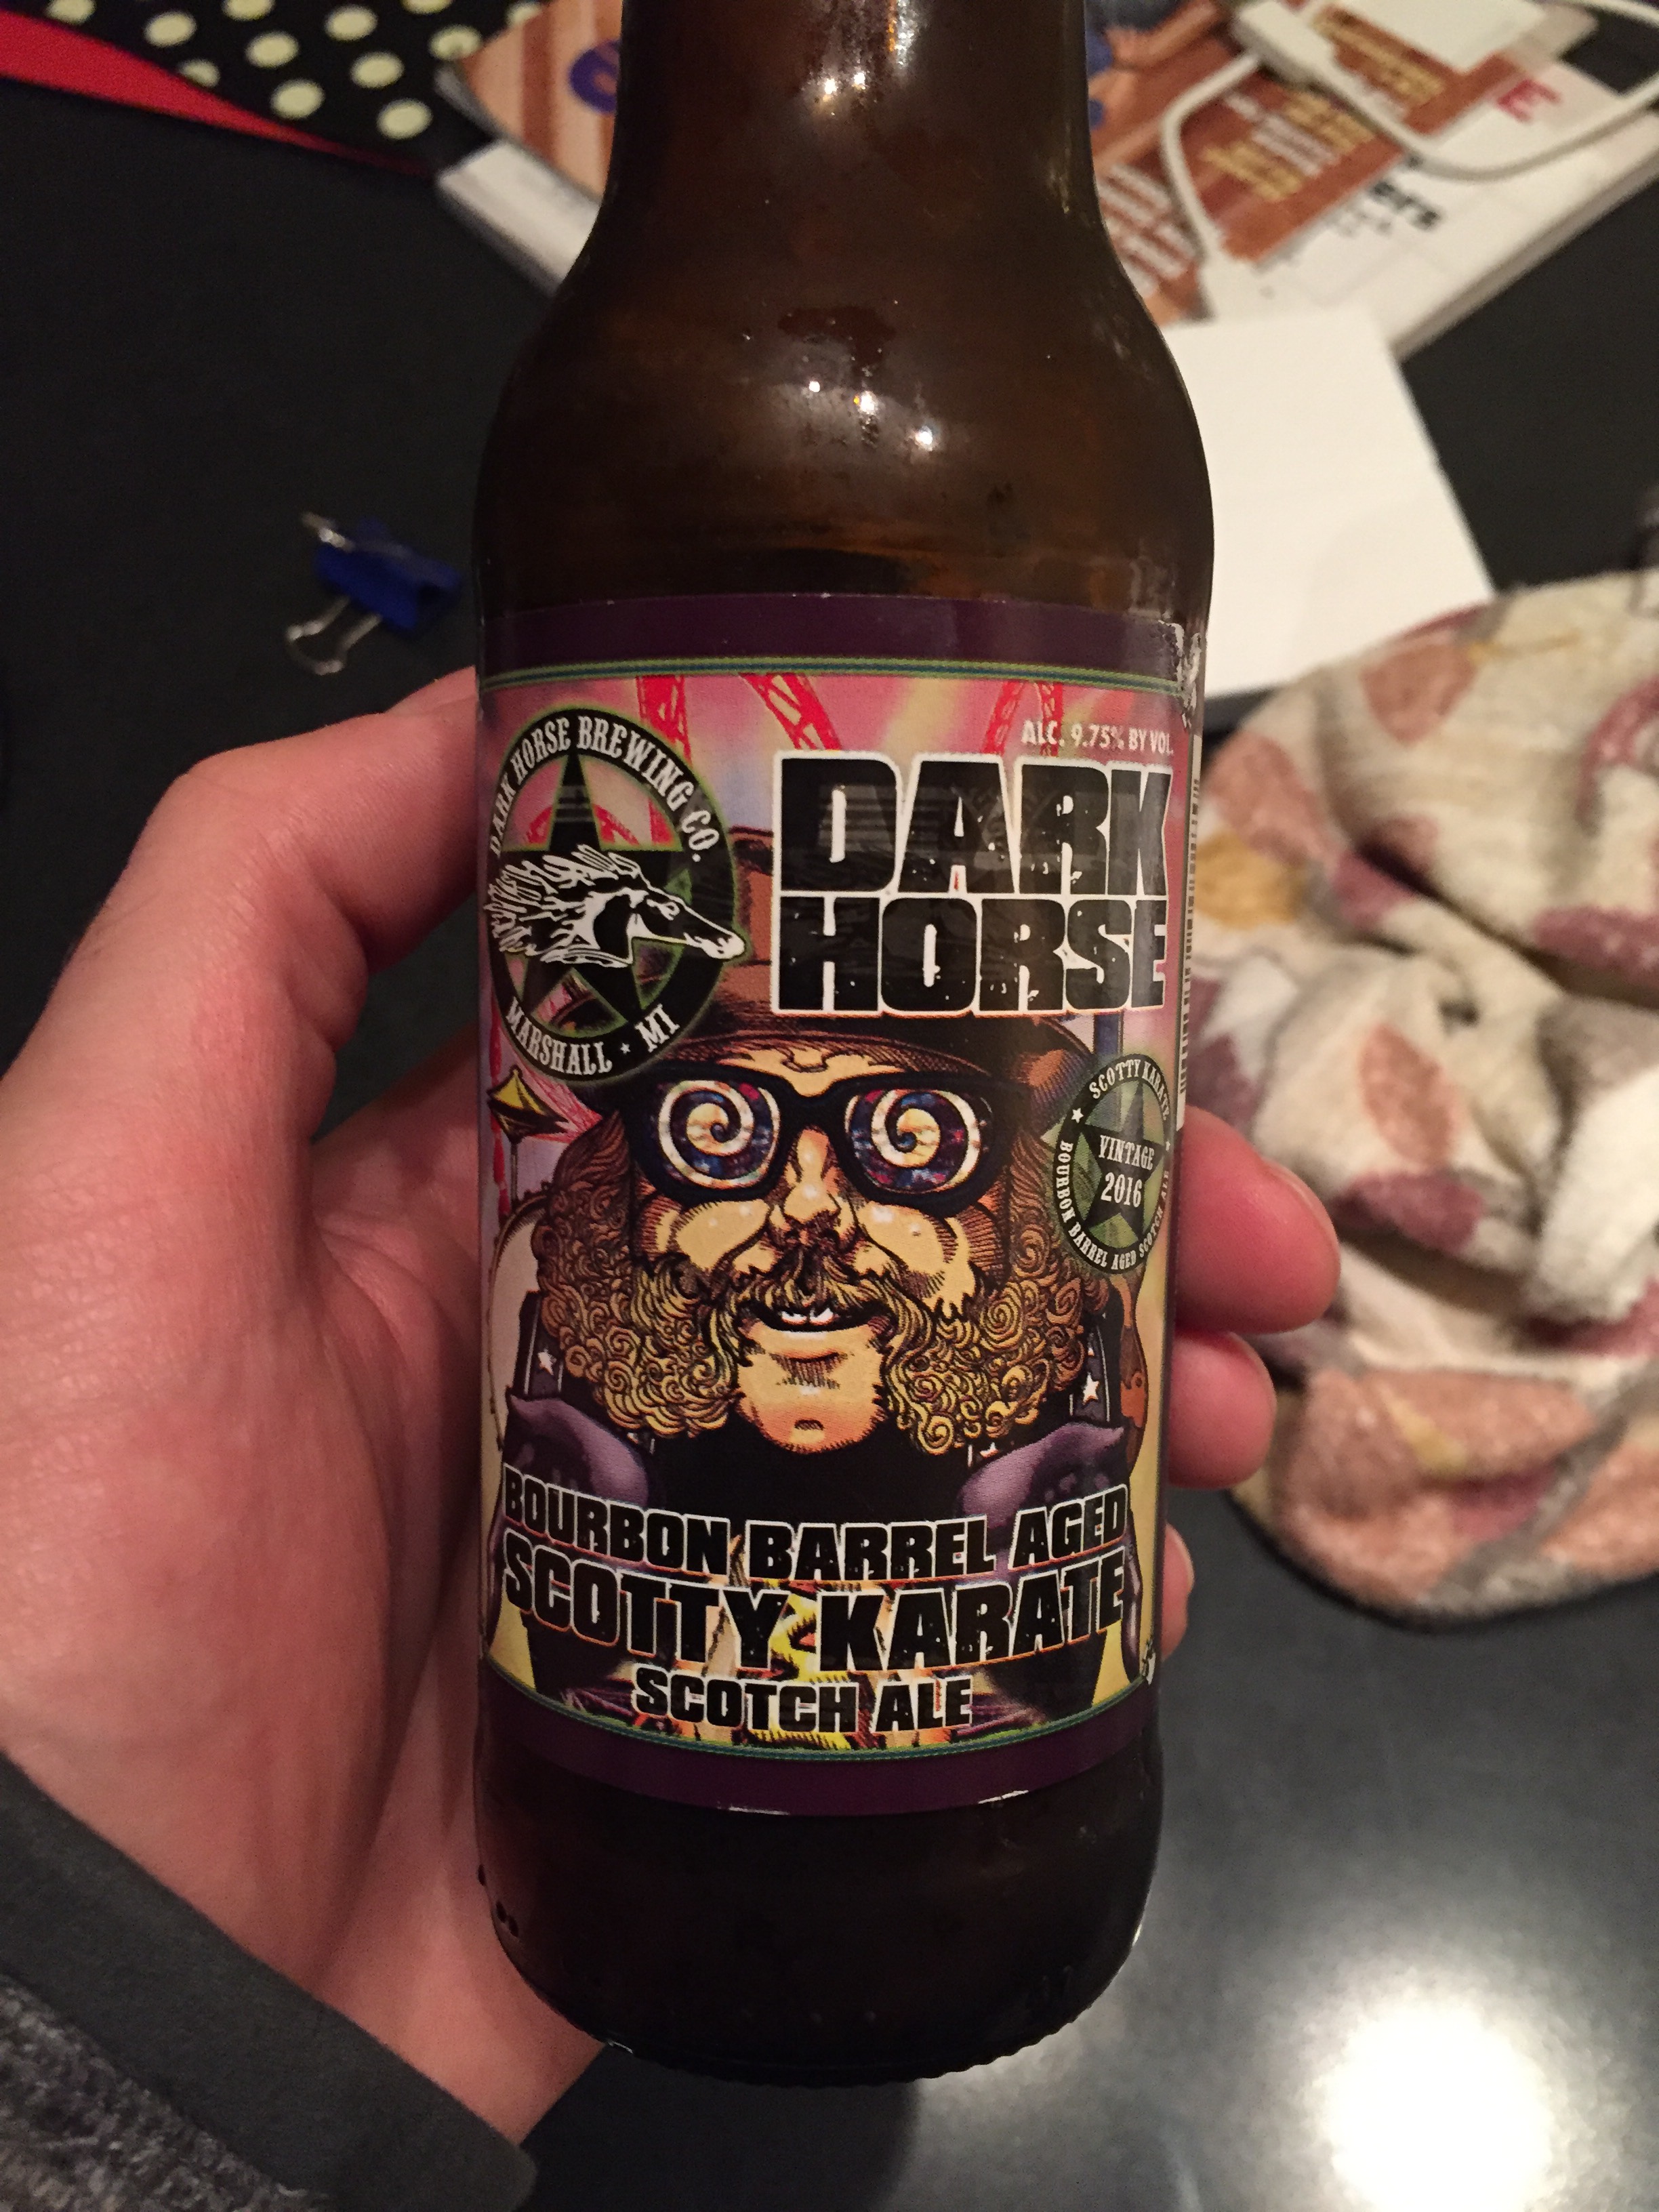 ALC. 9.75% BY VOL.
DARK HORSE BREWING CO.
MARSHALL ★ MI
DARK
HORSE
SCOTTY KARATE
VINTAGE
2016
BOURBON BARREL AGED SCOTCH ALE
BOURBON BARREL AGED
SCOTTY KARATE
SCOTCH ALE